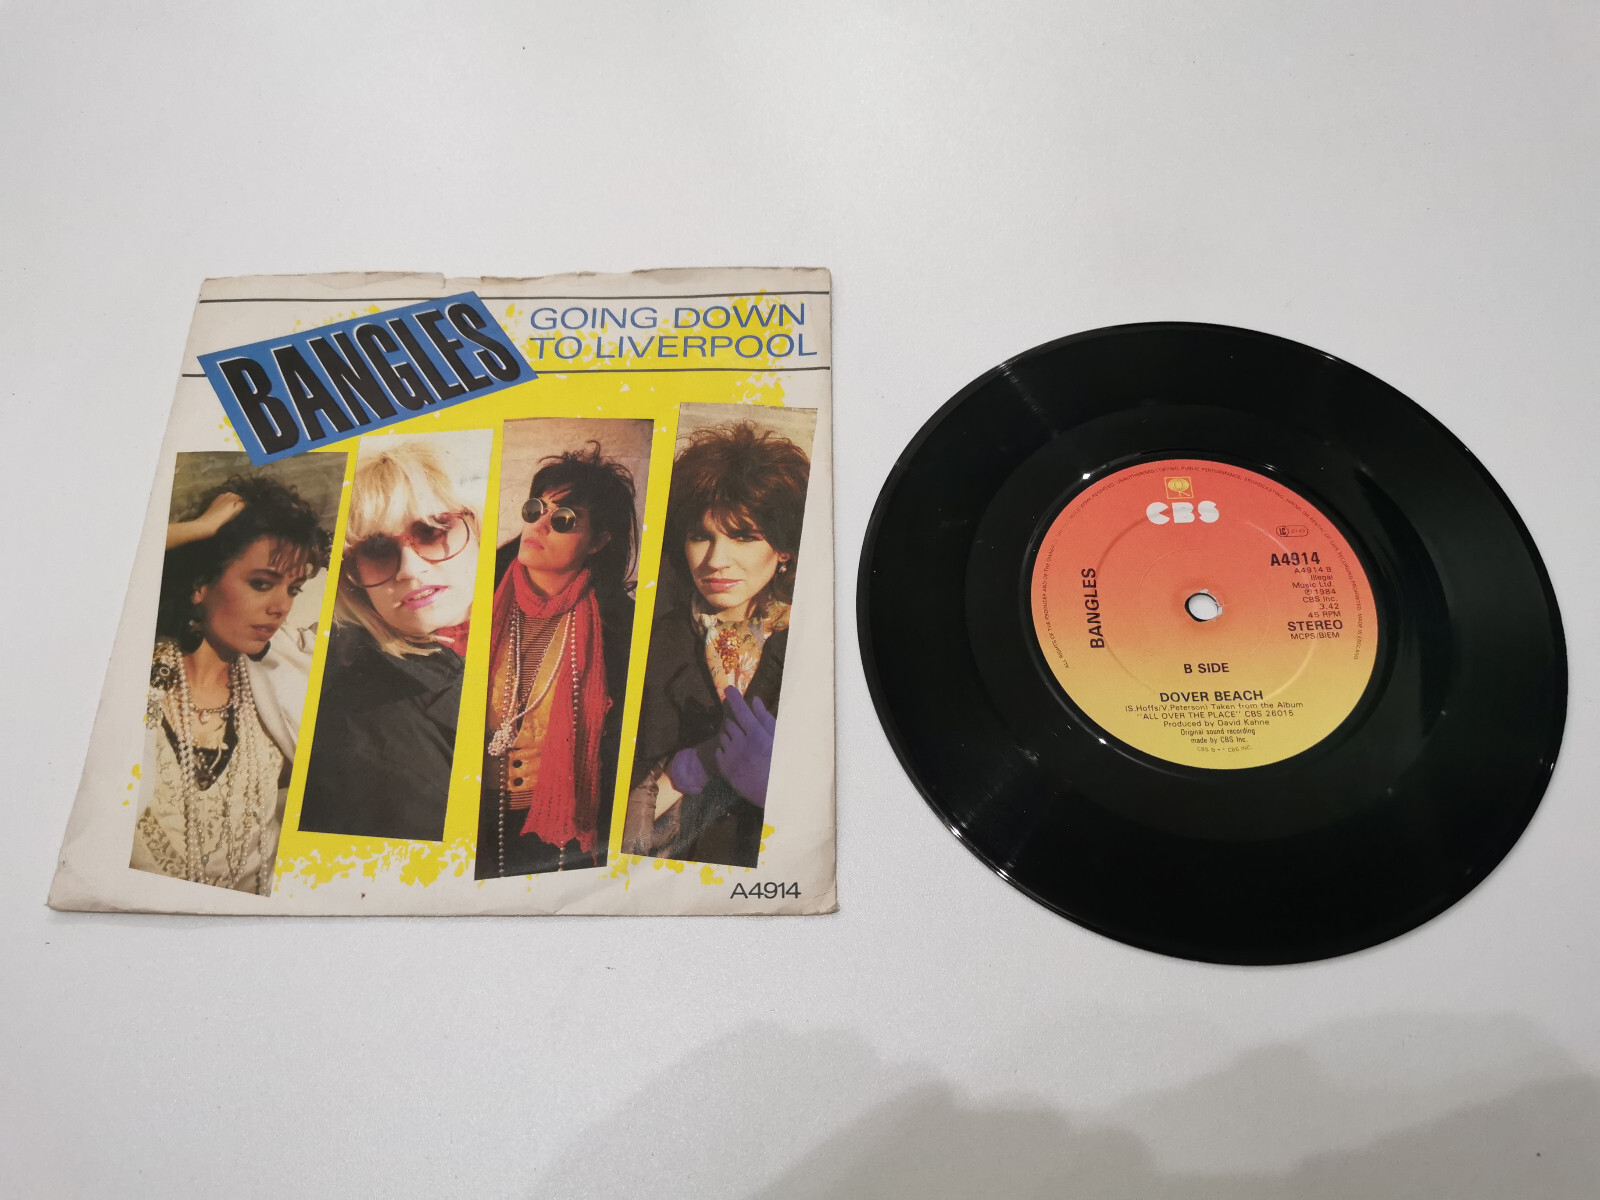 BANGLES
GOING DOWN
TO LIVERPOOL
A4914
CBS
BANGLES
A4914
A4914 B
Illegal
Music Ltd.
℗ 1984
CBS Inc.
3.42
45 RPM
STEREO
MCPS/BIEM
B SIDE
DOVER BEACH
(S.Hoffs/V.Peterson) Taken from the Album
"ALL OVER THE PLACE" CBS 26015
Produced by David Kahne
Original sound recording
made by CBS Inc.